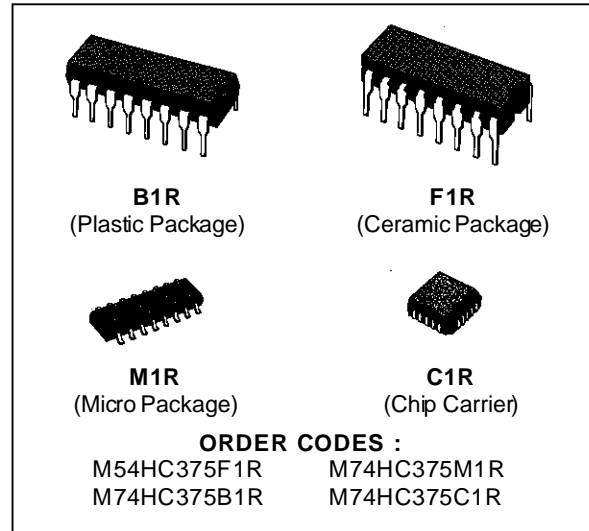 B1R
(Plastic Package)
F1R
(Ceramic Package)
M1R
(Micro Package)
C1R
(Chip Carrier)
ORDER CODES :
M54HC375F1R M74HC375M1R
M74HC375B1R M74HC375C1R